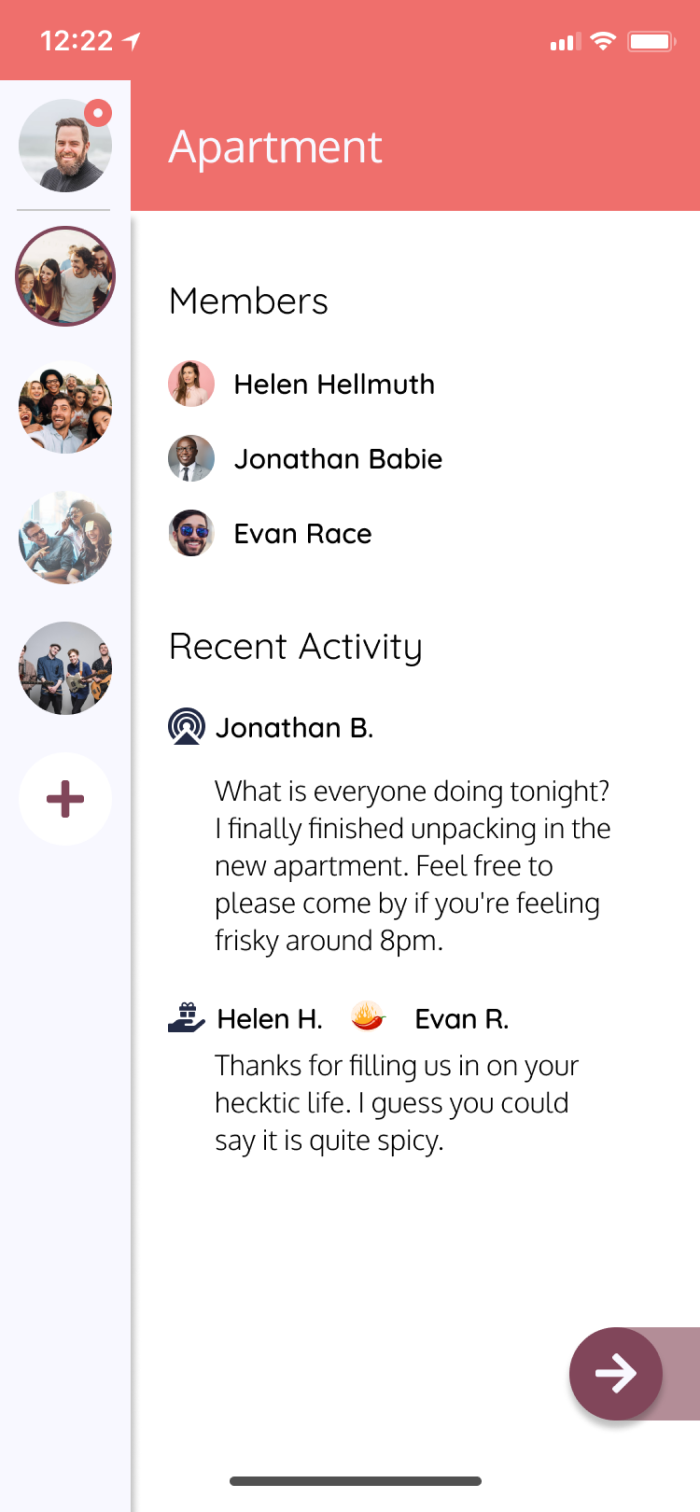 12:22
Apartment
Members
Helen Hellmuth
Jonathan Babie
Evan Race
Recent Activity
Jonathan B.
What is everyone doing tonight?
I finally finished unpacking in the
new apartment. Feel free to
please come by if you're feeling
frisky around 8pm.
Helen H. Evan R.
Thanks for filling us in on your
hecktic life. I guess you could
say it is quite spicy.